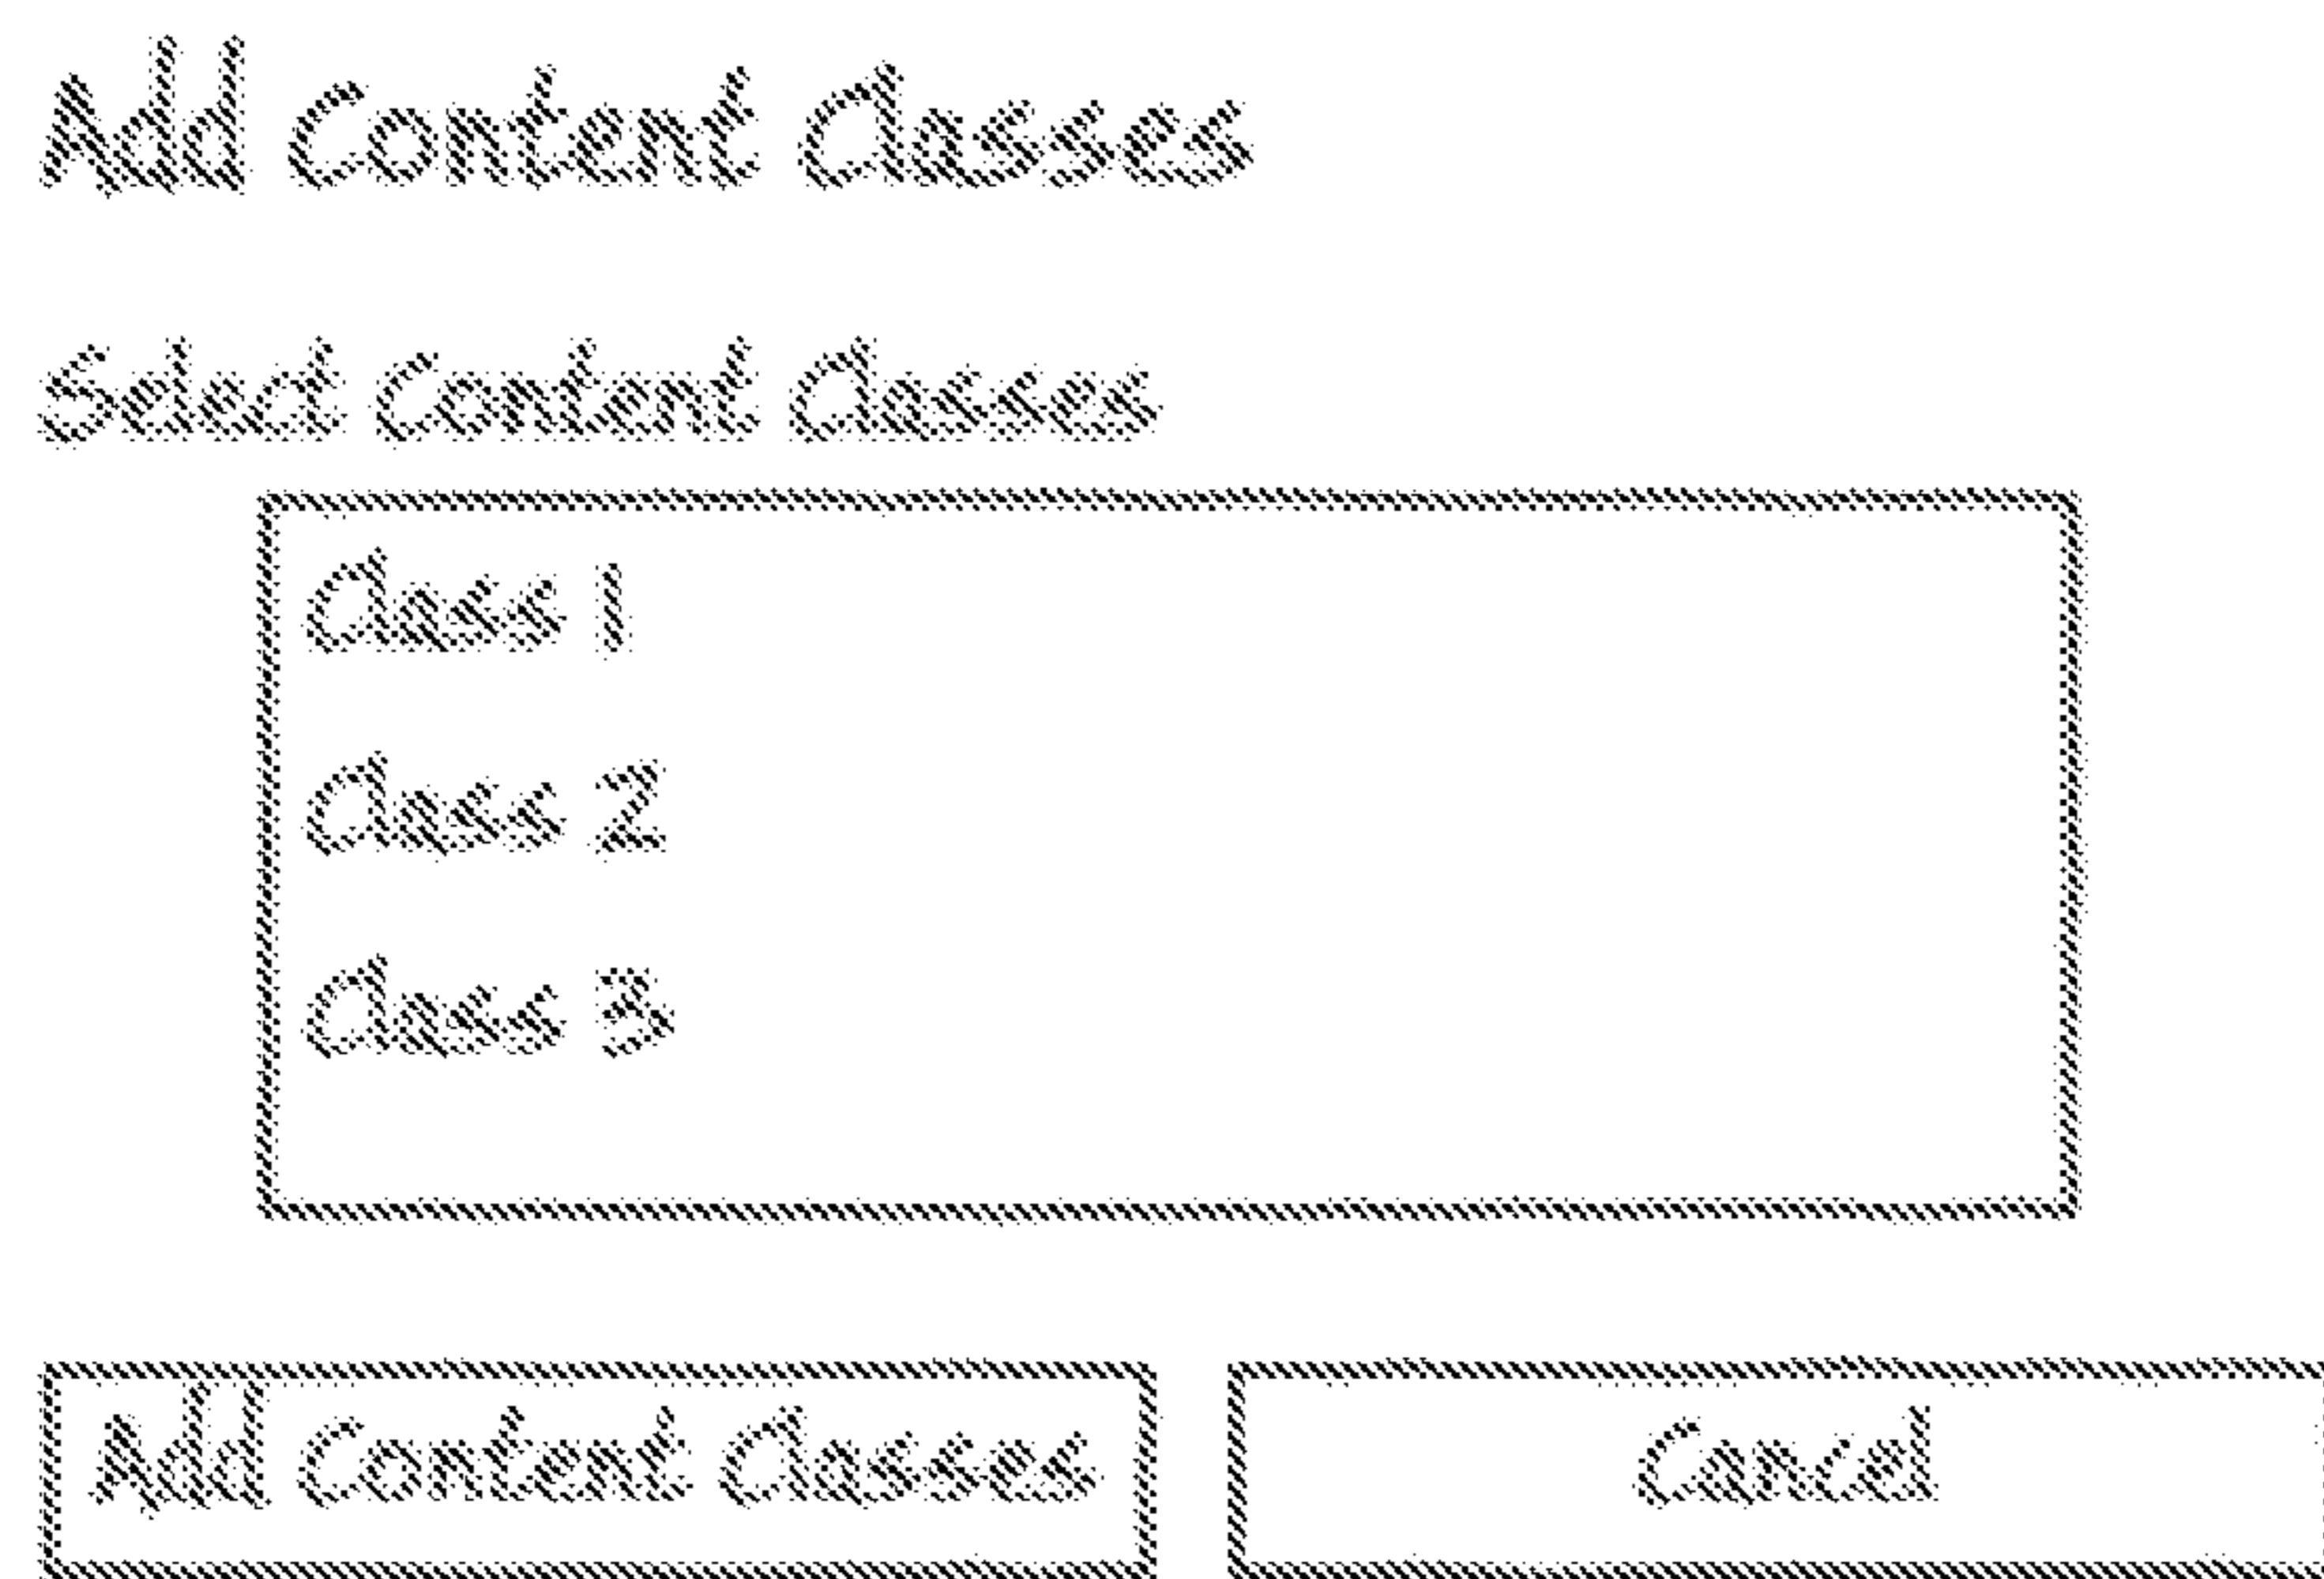 Add Content Classes
Select Content Classes
Class 1
Class 2
Class 3
Add Content Classes
Cancel